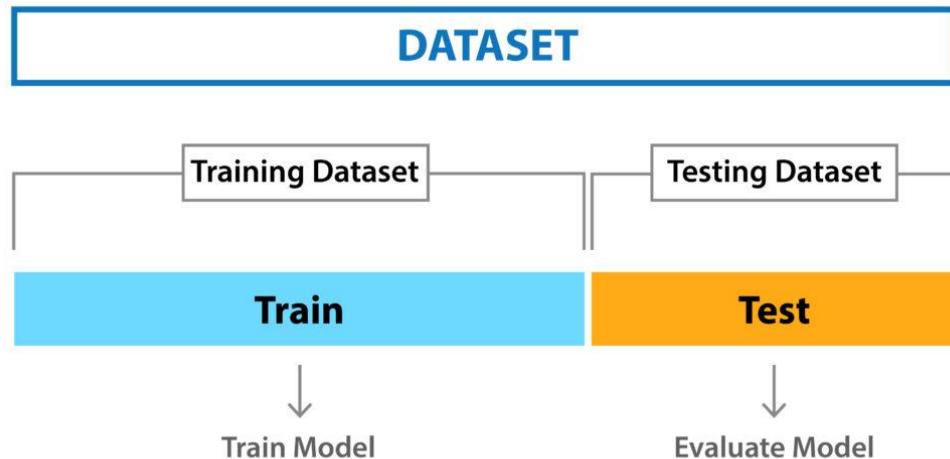 DATASET
Training Dataset
Testing Dataset
Train
Test
Train Model
Evaluate Model